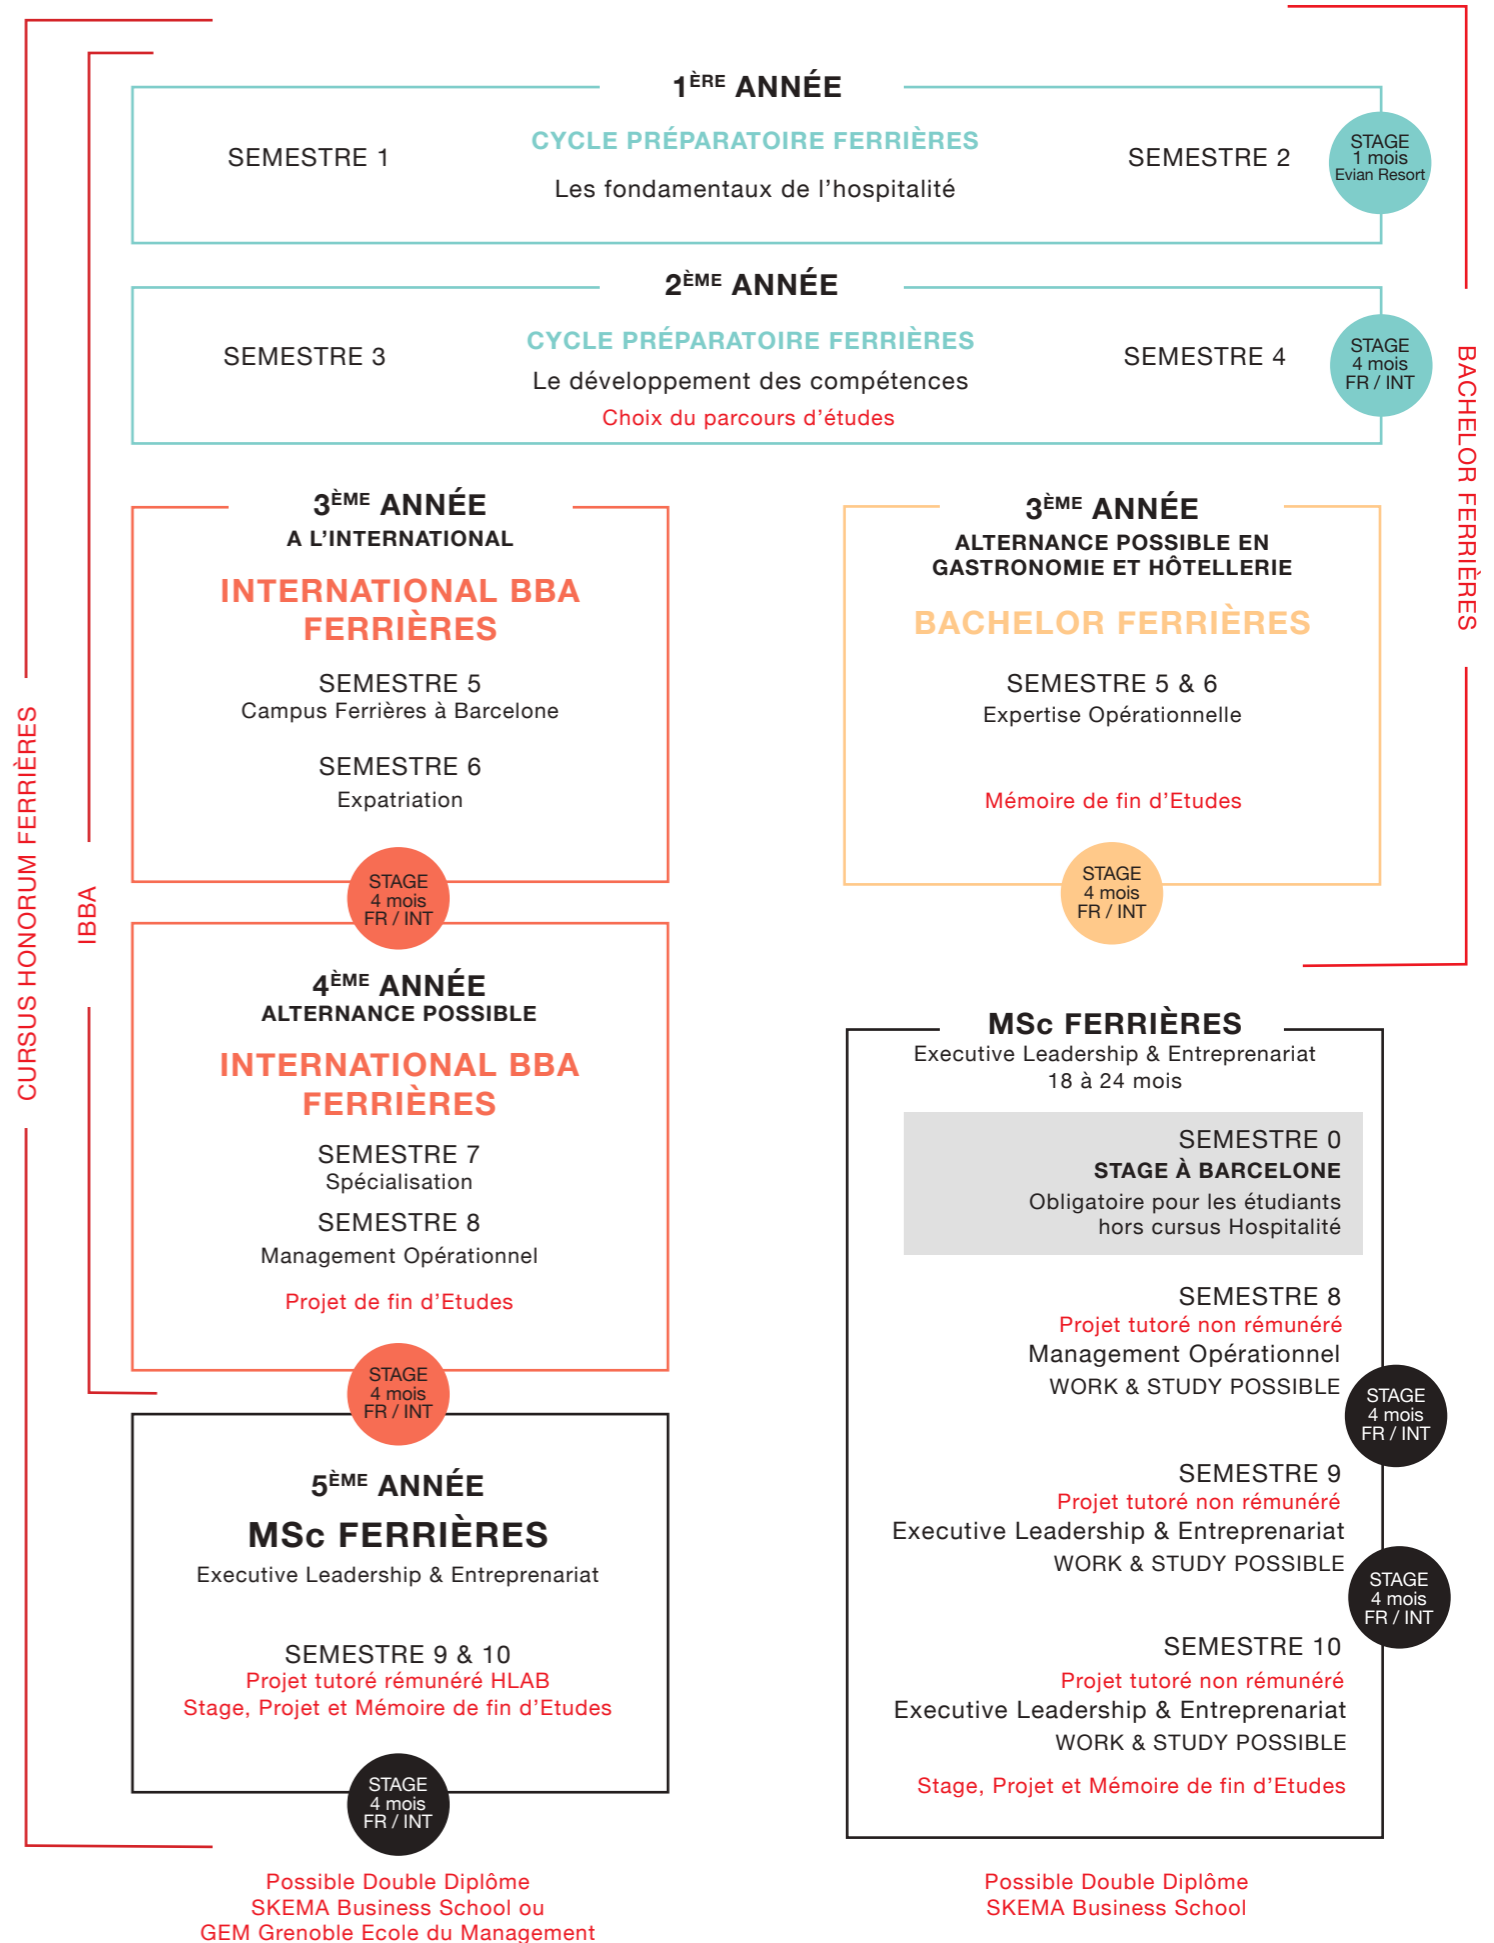 1ÈRE ANNÉE
CYCLE PRÉPARATOIRE FERRIÈRES
SEMESTRE 1
Les fondamentaux de l'hospitalité
SEMESTRE 2
STAGE
1 mois
Evian Resort
2ÈME ANNÉE
CYCLE PRÉPARATOIRE FERRIÈRES
SEMESTRE 3
Le développement des compétences
Choix du parcours d'études
SEMESTRE 4
STAGE
4 mois
FR / INT
3ÈME ANNÉE
A L'INTERNATIONAL
INTERNATIONAL BBA
FERRIÈRES
SEMESTRE 5
Campus Ferrières à Barcelone
SEMESTRE 6
Expatriation
STAGE
4 mois
FR / INT
3ÈME ANNÉE
ALTERNANCE POSSIBLE EN
GASTRONOMIE ET HÔTELLERIE
BACHELOR FERRIÈRES
SEMESTRE 5 & 6
Expertise Opérationnelle
Mémoire de fin d'Etudes
STAGE
4 mois
FR / INT
BACHELOR FERRIÈRES
CURSUS HONORUM FERRIÈRES
IBBA
4ÈME ANNÉE
ALTERNANCE POSSIBLE
INTERNATIONAL BBA
FERRIÈRES
SEMESTRE 7
Spécialisation
SEMESTRE 8
Management Opérationnel
Projet de fin d'Etudes
STAGE
4 mois
FR / INT
5ÈME ANNÉE
MSc FERRIÈRES
Executive Leadership & Entreprenariat
SEMESTRE 9 & 10
Projet tutoré rémunéré HLAB
Stage, Projet et Mémoire de fin d'Etudes
STAGE
4 mois
FR / INT
Possible Double Diplôme
SKEMA Business School ou
GEM Grenoble Ecole du Management
MSc FERRIÈRES
Executive Leadership & Entreprenariat
18 à 24 mois
SEMESTRE 0
STAGE À BARCELONE
Obligatoire pour les étudiants
hors cursus Hospitalité
SEMESTRE 8
Projet tutoré non rémunéré
Management Opérationnel
WORK & STUDY POSSIBLE
STAGE
4 mois
FR / INT
SEMESTRE 9
Projet tutoré non rémunéré
Executive Leadership & Entreprenariat
WORK & STUDY POSSIBLE
STAGE
4 mois
FR / INT
SEMESTRE 10
Projet tutoré non rémunéré
Executive Leadership & Entreprenariat
WORK & STUDY POSSIBLE
Stage, Projet et Mémoire de fin d'Etudes
Possible Double Diplôme
SKEMA Business School